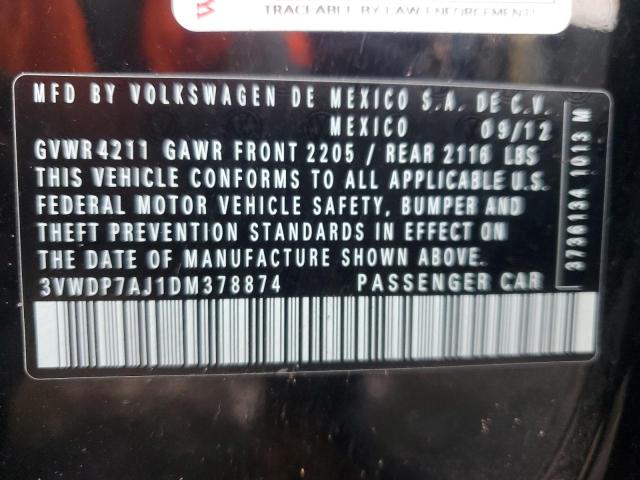 TRACEABLE BY LAW ENFORCEMENT!
MFD BY VOLKSWAGEN DE MEXICO S.A. DE C.V.
MEXICO 09/12
GVWR 4211 GAWR FRONT 2205 / REAR 2116 LBS
THIS VEHICLE CONFORMS TO ALL APPLICABLE U.S.
FEDERAL MOTOR VEHICLE SAFETY, BUMPER AND
THEFT PREVENTION STANDARDS IN EFFECT ON
THE DATE OF MANUFACTURE SHOWN ABOVE.
3VWDP7AJ1DM378874 PASSENGER CAR
3736134 1013 M